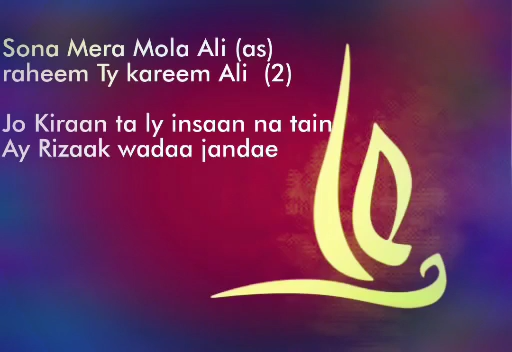 Sona Mera Mola Ali (as)
raheem Ty kareem Ali (2)
Jo Kiraan ta ly insaan na tain
Ay Rizaak wadaa jandae
علی